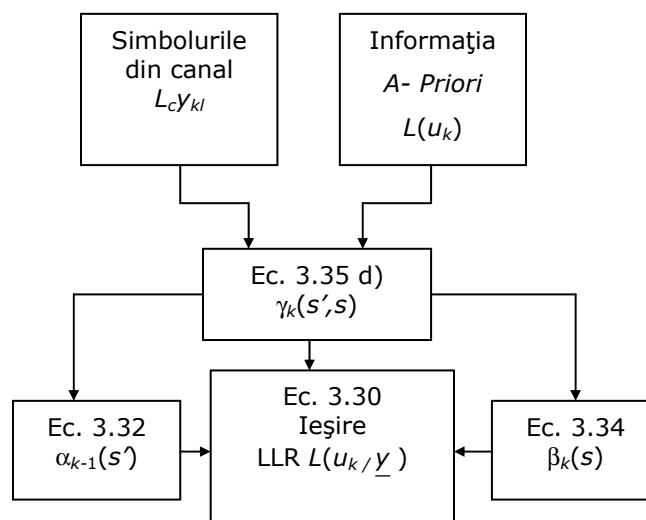 Simbolurile
din canal
Lcykl
Informaţia
A- Priori
L(uk)
Ec. 3.35 d)
γk(s′,s)
Ec. 3.32
αk-1(s′)
Ec. 3.30
Ieşire
LLR L(uk / y )
Ec. 3.34
βk(s)